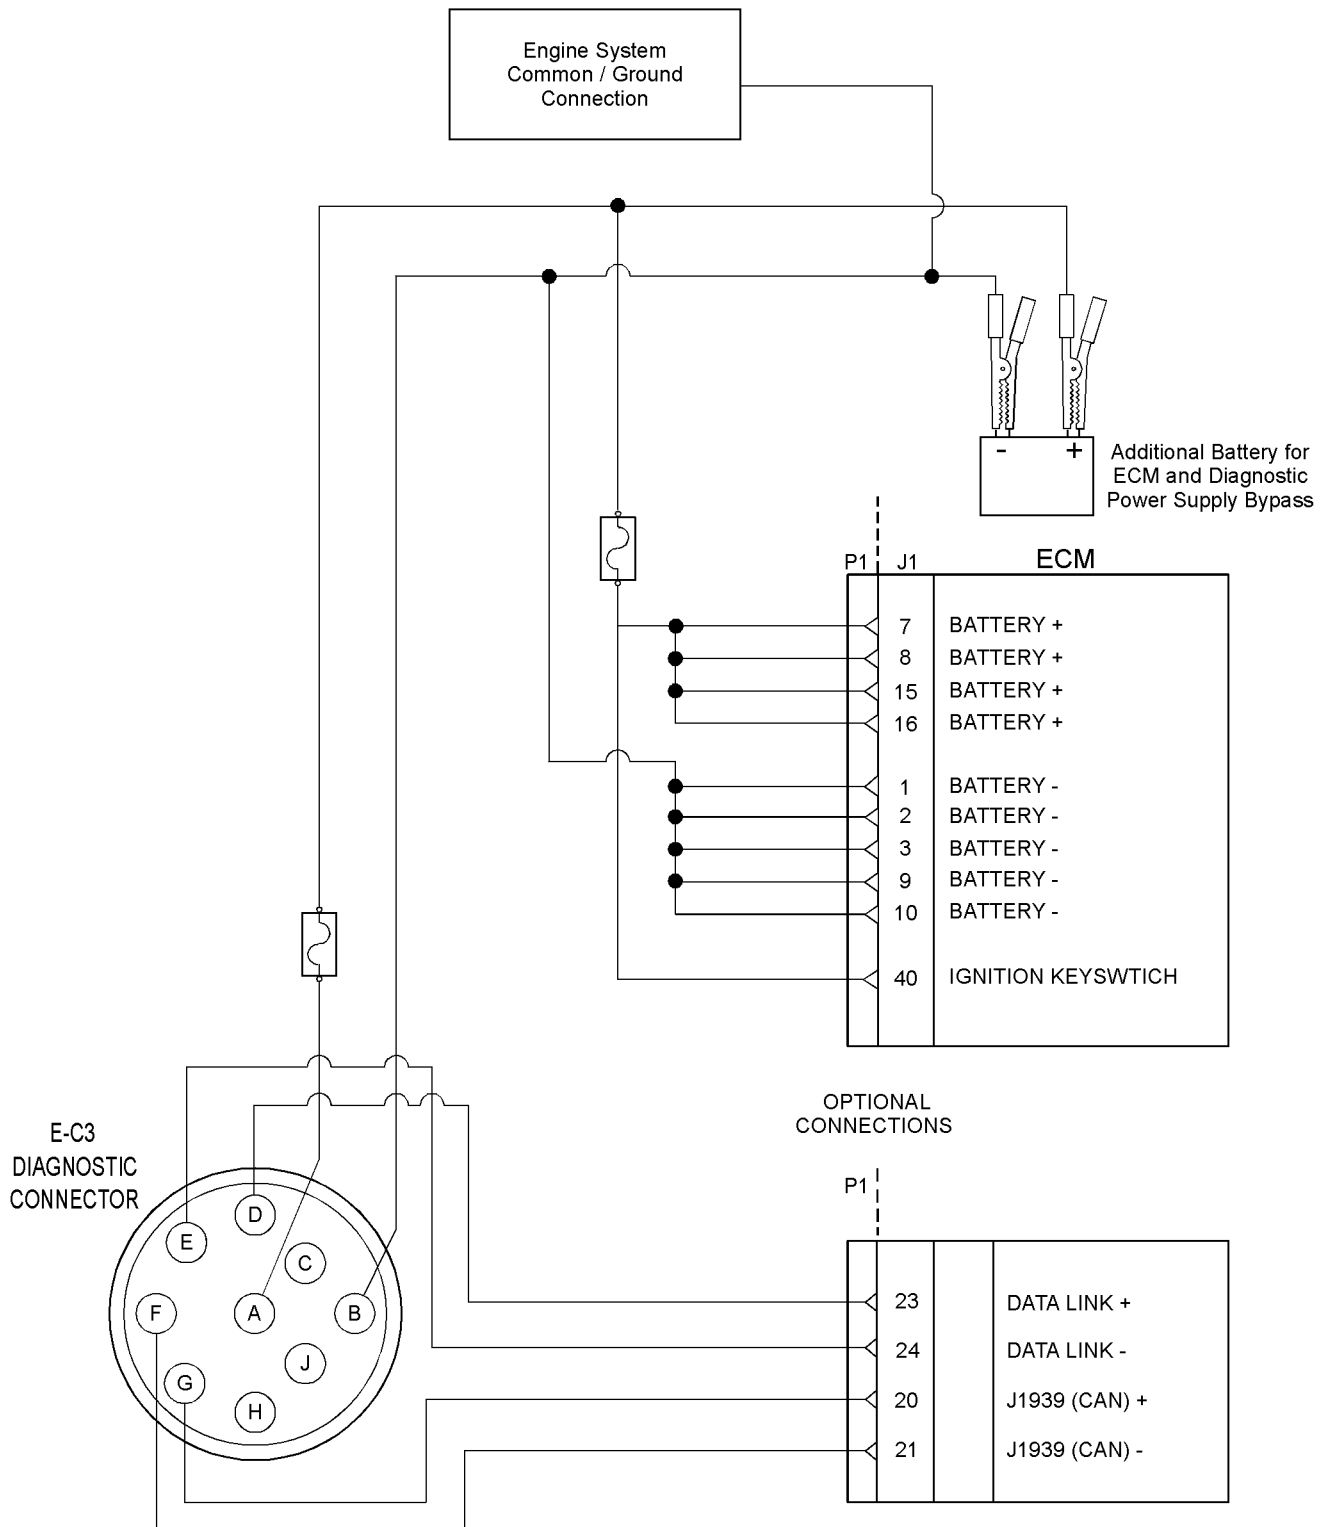 Engine System
Common / Ground
Connection
- +
Additional Battery for
ECM and Diagnostic
Power Supply Bypass
P1 J1 ECM
7 BATTERY +
8 BATTERY +
15 BATTERY +
16 BATTERY +
1 BATTERY -
2 BATTERY -
3 BATTERY -
9 BATTERY -
10 BATTERY -
40 IGNITION KEYSWTICH
OPTIONAL
CONNECTIONS
E-C3
DIAGNOSTIC
CONNECTOR
P1
D
E
C
F
A
B
J
G
H
23 DATA LINK +
24 DATA LINK -
20 J1939 (CAN) +
21 J1939 (CAN) -